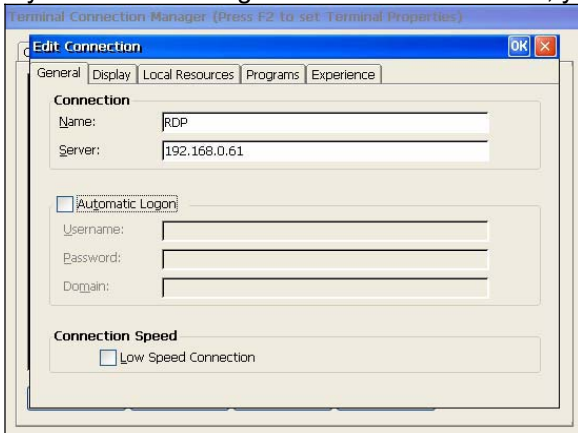 Terminal Connection Manager (Press F2 to set Terminal Properties)
Edit Connection OK
General Display Local Resources Programs Experience
Connection
Name: RDP
Server: 192.168.0.61
Automatic Logon
Username:
Password:
Domain:
Connection Speed
Low Speed Connection